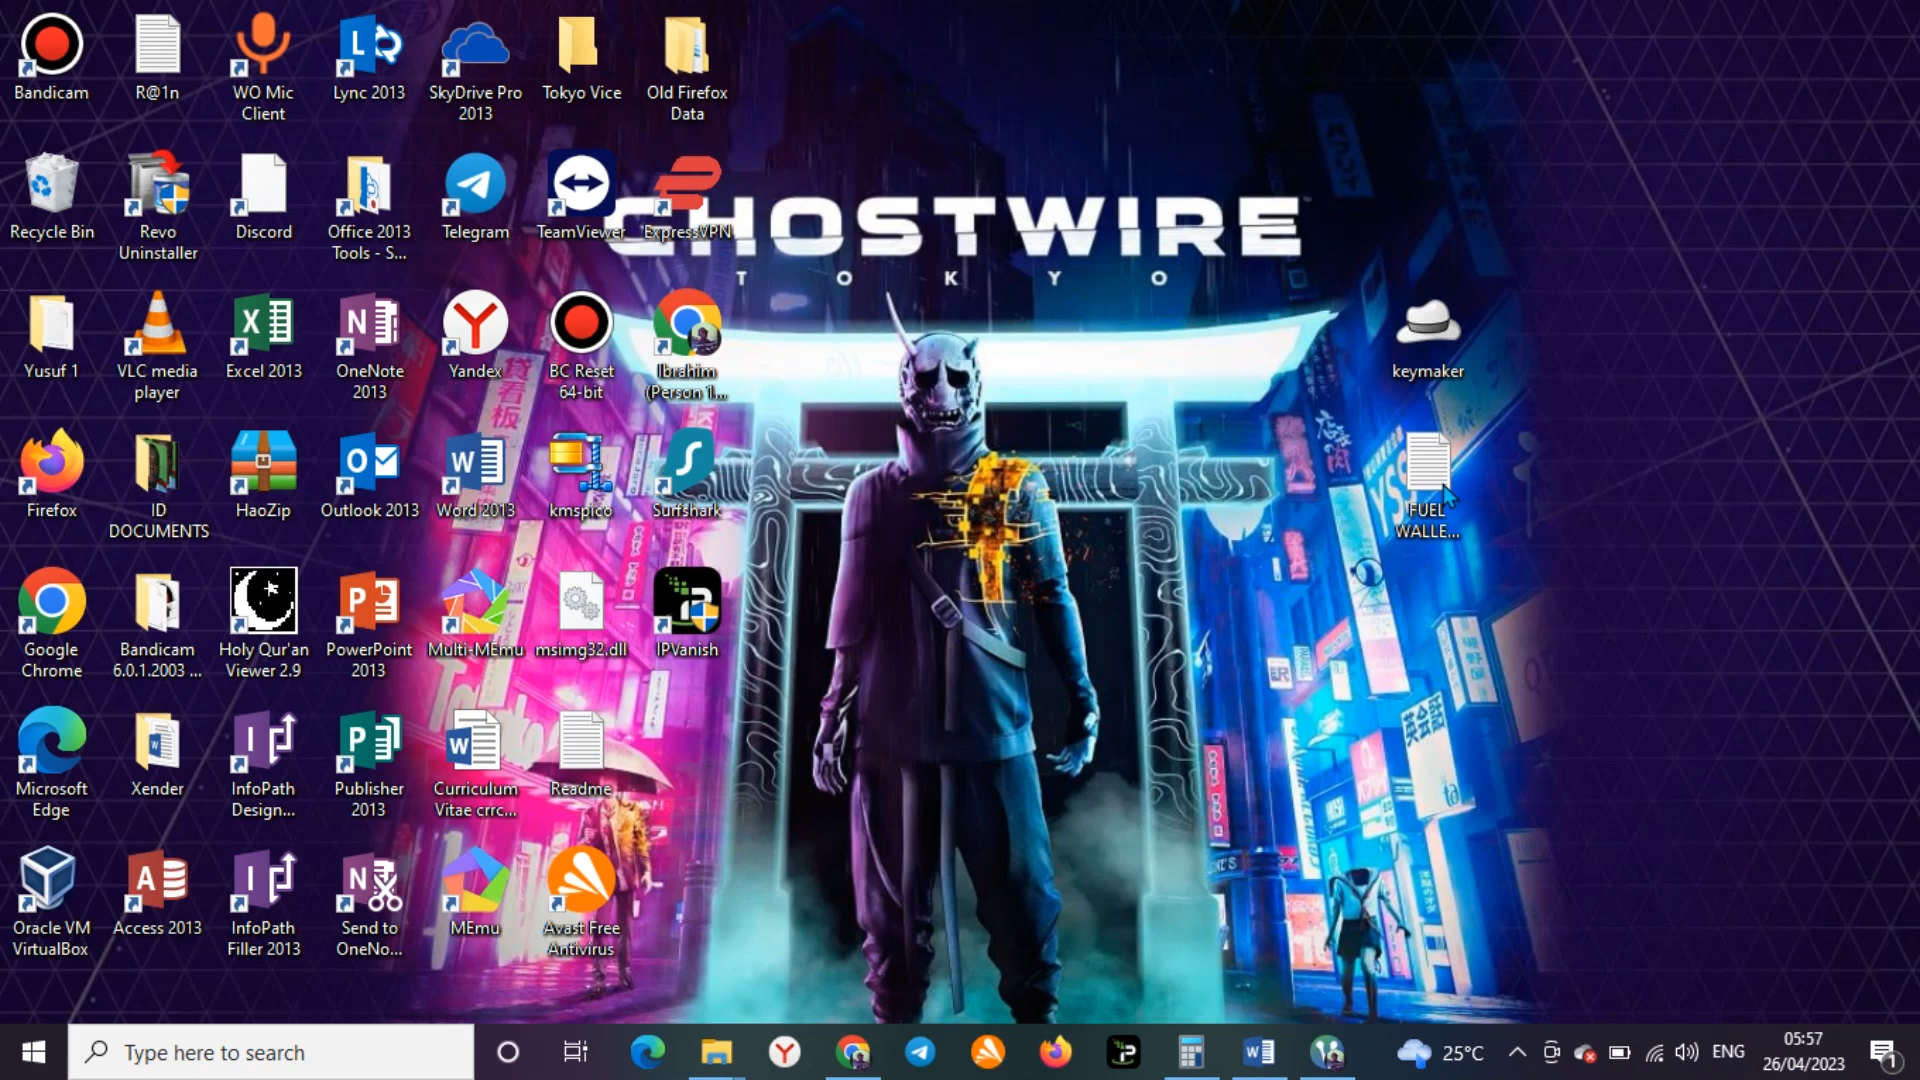 Bandicam
R@1n
WO Mic
Client
Lync 2013
SkyDrive Pro
2013
Tokyo Vice
Old Firefox
Data
Recycle Bin
Revo
Uninstaller
Discord
Office 2013
Tools - S...
Telegram
TeamViewer
ExpressVPN
GHOSTWIRE
TOKYO
Yusuf 1
VLC media
player
Excel 2013
OneNote
2013
Yandex
BC Reset
64-bit
Ibrahim
(Person 1...
keymaker
Firefox
ID
DOCUMENTS
HaoZip
Outlook 2013
Word 2013
kmspico
Surfshark
FUEL
WALLE...
Google
Chrome
Bandicam
6.0.1.2003 ...
Holy Qur'an
Viewer 2.9
PowerPoint
2013
Multi-MEmu
msimg32.dll
IPVanish
Microsoft
Edge
Xender
InfoPath
Design...
Publisher
2013
Curriculum
Vitae crrc...
Readme
英会話
Oracle VM
VirtualBox
Access 2013
InfoPath
Filler 2013
Send to
OneNo...
MEmu
Avast Free
Antivirus
Type here to search
25°C
ENG
05:57
26/04/2023
1